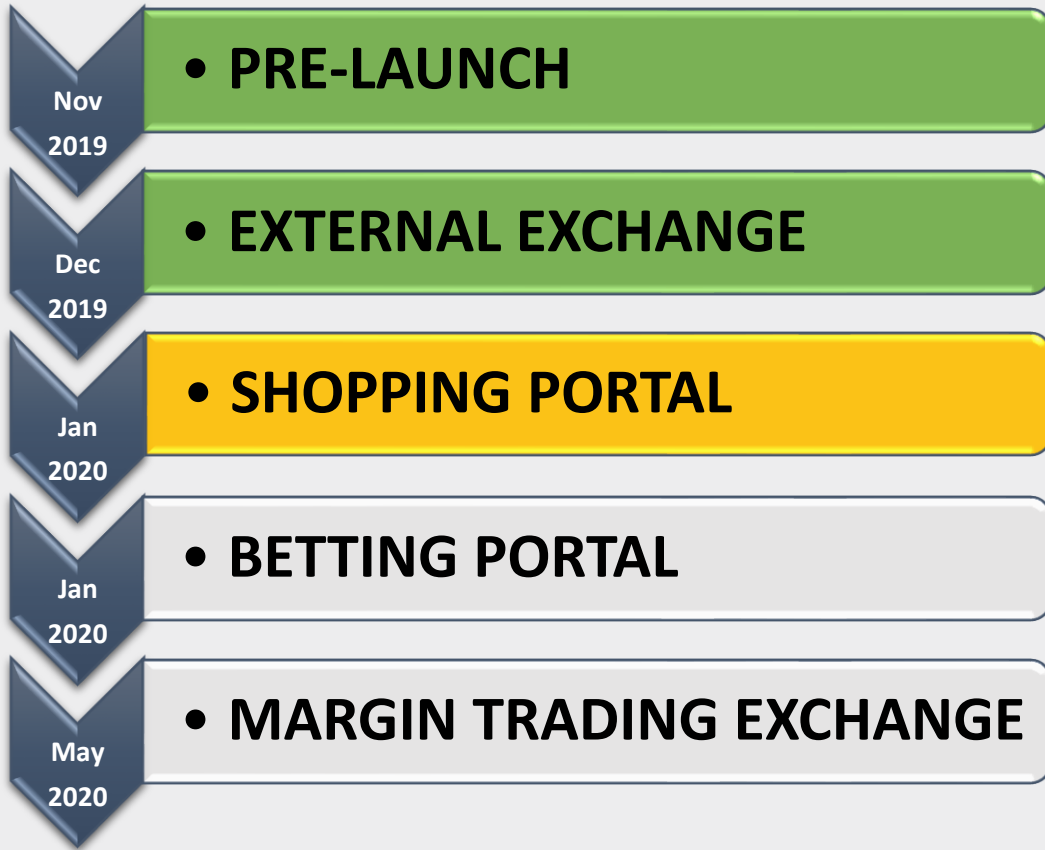 Nov
2019
• PRE-LAUNCH
Dec
2019
• EXTERNAL EXCHANGE
Jan
2020
• SHOPPING PORTAL
Jan
2020
• BETTING PORTAL
May
2020
• MARGIN TRADING EXCHANGE